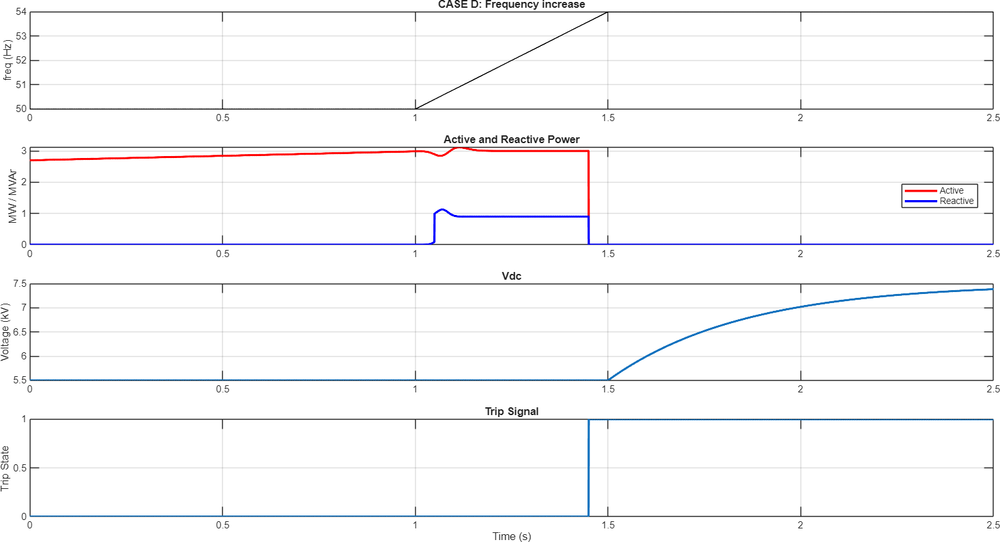 CASE D: Frequency increase
freq (Hz)
54
53
52
51
50
0 0.5 1 1.5 2 2.5
Active and Reactive Power
MW / MVAr
3
2
1
0
Active
Reactive
0 0.5 1 1.5 2 2.5
Vdc
Voltage (kV)
7.5
7
6.5
6
5.5
0 0.5 1 1.5 2 2.5
Trip Signal
Trip State
1
0.5
0
0 0.5 1 1.5 2 2.5
Time (s)